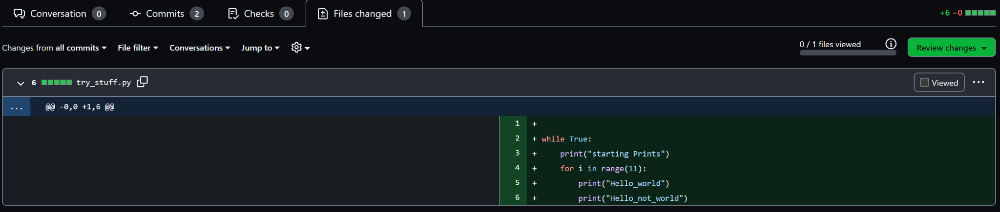 Conversation 0 Commits 2 Checks 0 Files changed 1 +6 −0
Changes from all commits File filter Conversations Jump to 0 / 1 files viewed Review changes
6 try_stuff.py Viewed
... @@ -0,0 +1,6 @@
1 +
2 + while True:
3 +     print("starting Prints")
4 +     for i in range(11):
5 +         print("Hello_world")
6 +         print("Hello_not_world")